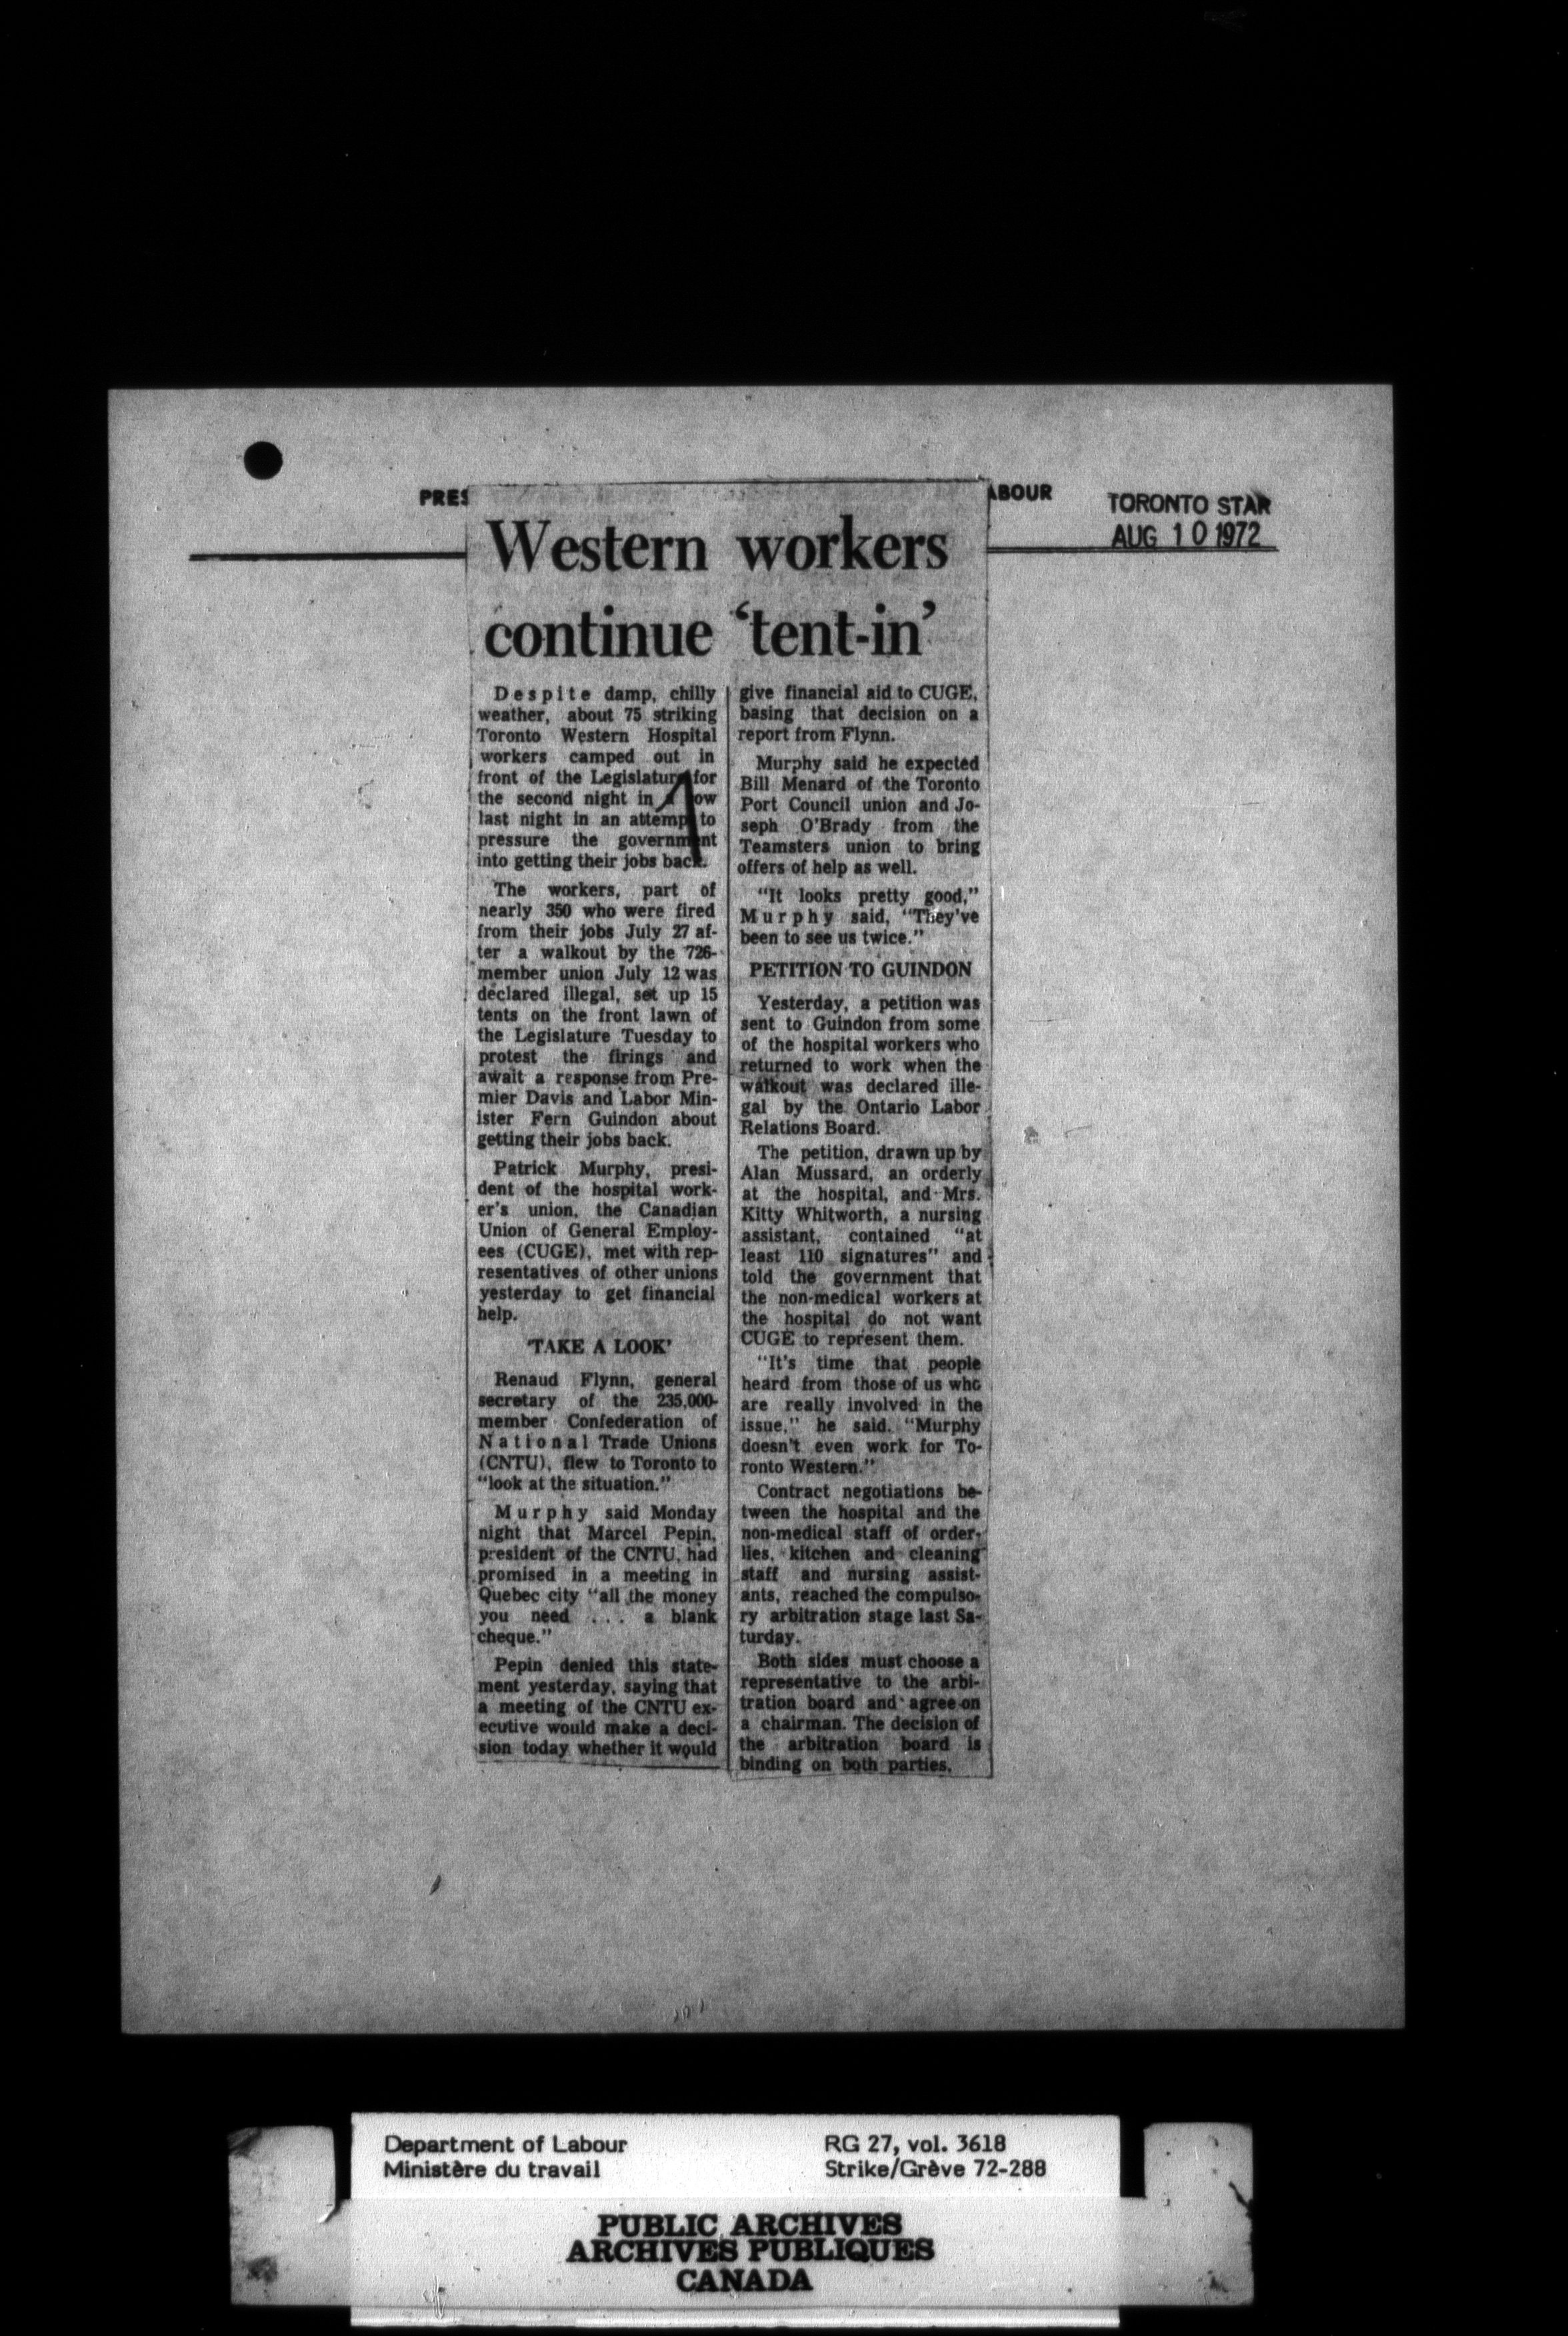 PRES
ABOUR
TORONTO STAR
AUG 10 1972
Western workers
continue ‘tent-in’
Despite damp, chilly
weather, about 75 striking
Toronto Western Hospital
workers camped out in
front of the Legislature for
the second night in a row
last night in an attempt to
pressure the government
into getting their jobs back.
The workers, part of
nearly 350 who were fired
from their jobs July 27 af-
ter a walkout by the 726-
member union July 12 was
declared illegal, set up 15
tents on the front lawn of
the Legislature Tuesday to
protest the firings and
await a response from Pre-
mier Davis and Labor Min-
ister Fern Guindon about
getting their jobs back.
Patrick Murphy, presi-
dent of the hospital work-
er's union, the Canadian
Union of General Employ-
ees (CUGE), met with rep-
resentatives of other unions
yesterday to get financial
help.
‘TAKE A LOOK’
Renaud Flynn, general
secretary of the 235,000-
member Confederation of
National Trade Unions
(CNTU), flew to Toronto to
“look at the situation.”
Murphy said Monday
night that Marcel Pepin,
president of the CNTU, had
promised in a meeting in
Quebec city “all the money
you need . . . a blank
cheque.”
Pepin denied this state-
ment yesterday, saying that
a meeting of the CNTU ex-
ecutive would make a deci-
sion today whether it would
give financial aid to CUGE,
basing that decision on a
report from Flynn.
Murphy said he expected
Bill Menard of the Toronto
Port Council union and Jo-
seph O'Brady from the
Teamsters union to bring
offers of help as well.
“It looks pretty good,”
Murphy said, “They've
been to see us twice.”
PETITION TO GUINDON
Yesterday, a petition was
sent to Guindon from some
of the hospital workers who
returned to work when the
walkout was declared ille-
gal by the Ontario Labor
Relations Board.
The petition, drawn up by
Alan Mussard, an orderly
at the hospital, and Mrs.
Kitty Whitworth, a nursing
assistant, contained “at
least 110 signatures” and
told the government that
the non-medical workers at
the hospital do not want
CUGE to represent them.
“It's time that people
heard from those of us who
are really involved in the
issue,” he said. “Murphy
doesn't even work for To-
ronto Western.”
Contract negotiations be-
tween the hospital and the
non-medical staff of order-
lies, kitchen and cleaning
staff and nursing assist-
ants, reached the compulso-
ry arbitration stage last Sa-
turday.
Both sides must choose a
representative to the arbi-
tration board and agree on
a chairman. The decision of
the arbitration board is
binding on both parties.
Department of Labour
Ministère du travail
RG 27, vol. 3618
Strike/Grève 72-288
PUBLIC ARCHIVES
ARCHIVES PUBLIQUES
CANADA